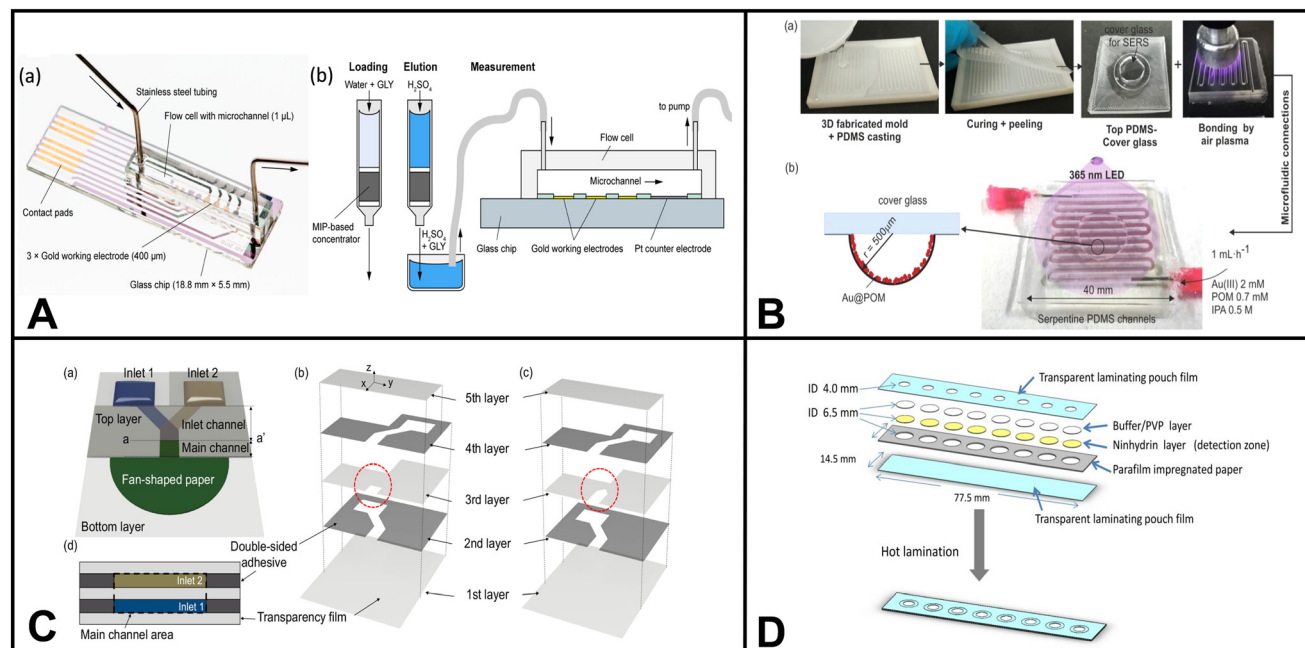 (a)
Stainless steel tubing
Flow cell with microchannel (1 µL)
Contact pads
3 × Gold working electrode (400 µm)
Glass chip (18.8 mm × 5.5 mm)
(b)
Loading
Water + GLY
Elution
H₂SO₄
MIP-based
concentrator
H₂SO₄
+ GLY
Measurement
to pump
Flow cell
Microchannel
Glass chip
Gold working electrodes
Pt counter electrode
A
(a)
3D fabricated mold
+ PDMS casting
Curing + peeling
cover glass
for SERS
Top PDMS-
Cover glass
+
Bonding by
air plasma
Microfluidic connections
(b)
cover glass
r = 500µm
Au@POM
365 nm LED
40 mm
Serpentine PDMS channels
1 mL·h⁻¹
Au(III) 2 mM
POM 0.7 mM
IPA 0.5 M
B
(a)
Inlet 1
Inlet 2
Top layer
Inlet channel
a
a'
Main channel
Fan-shaped paper
Bottom layer
(b)
z
x
y
(c)
5th layer
4th layer
3rd layer
2nd layer
1st layer
(d)
Double-sided
adhesive
Inlet 2
Inlet 1
Transparency film
Main channel area
C
ID 4.0 mm
Transparent laminating pouch film
ID 6.5 mm
Buffer/PVP layer
Ninhydrin layer (detection zone)
Parafilm impregnated paper
14.5 mm
77.5 mm
Transparent laminating pouch film
Hot lamination
D